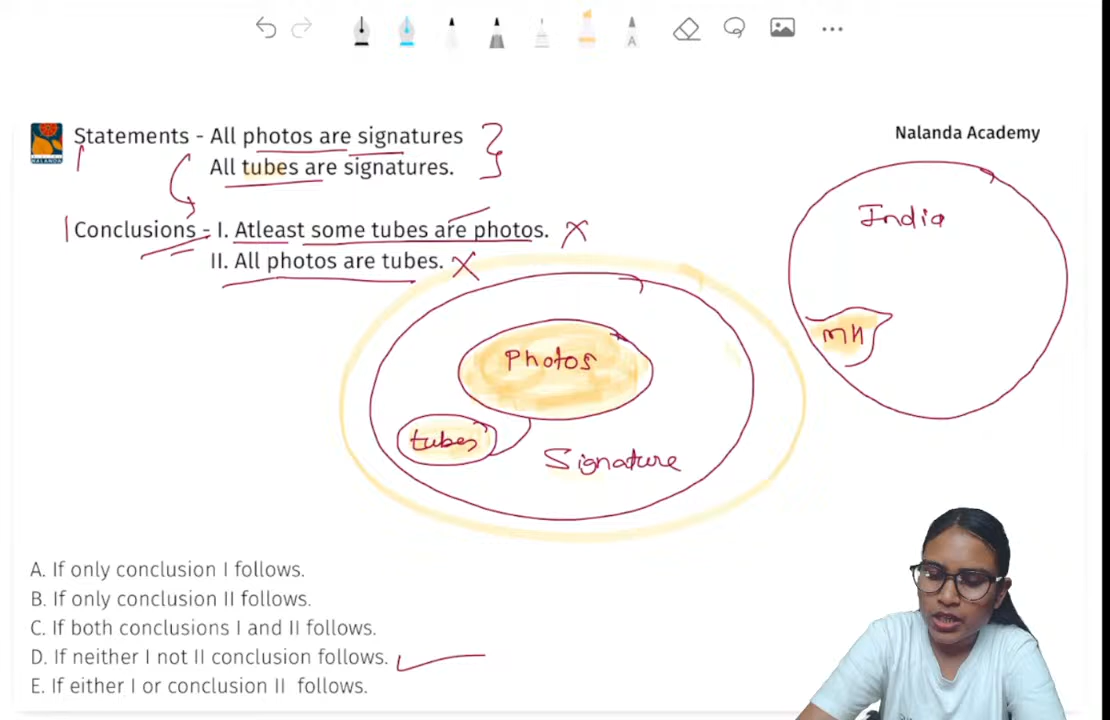 Statements - All photos are signatures
Nalanda Academy
All tubes are signatures.
Conclusions - I. Atleast some tubes are photos.
II. All photos are tubes.
India
MH
Photos
tubes
Signature
A. If only conclusion I follows.
B. If only conclusion II follows.
C. If both conclusions I and II follows.
D. If neither I not II conclusion follows.
E. If either I or conclusion II follows.
NALANDA
A